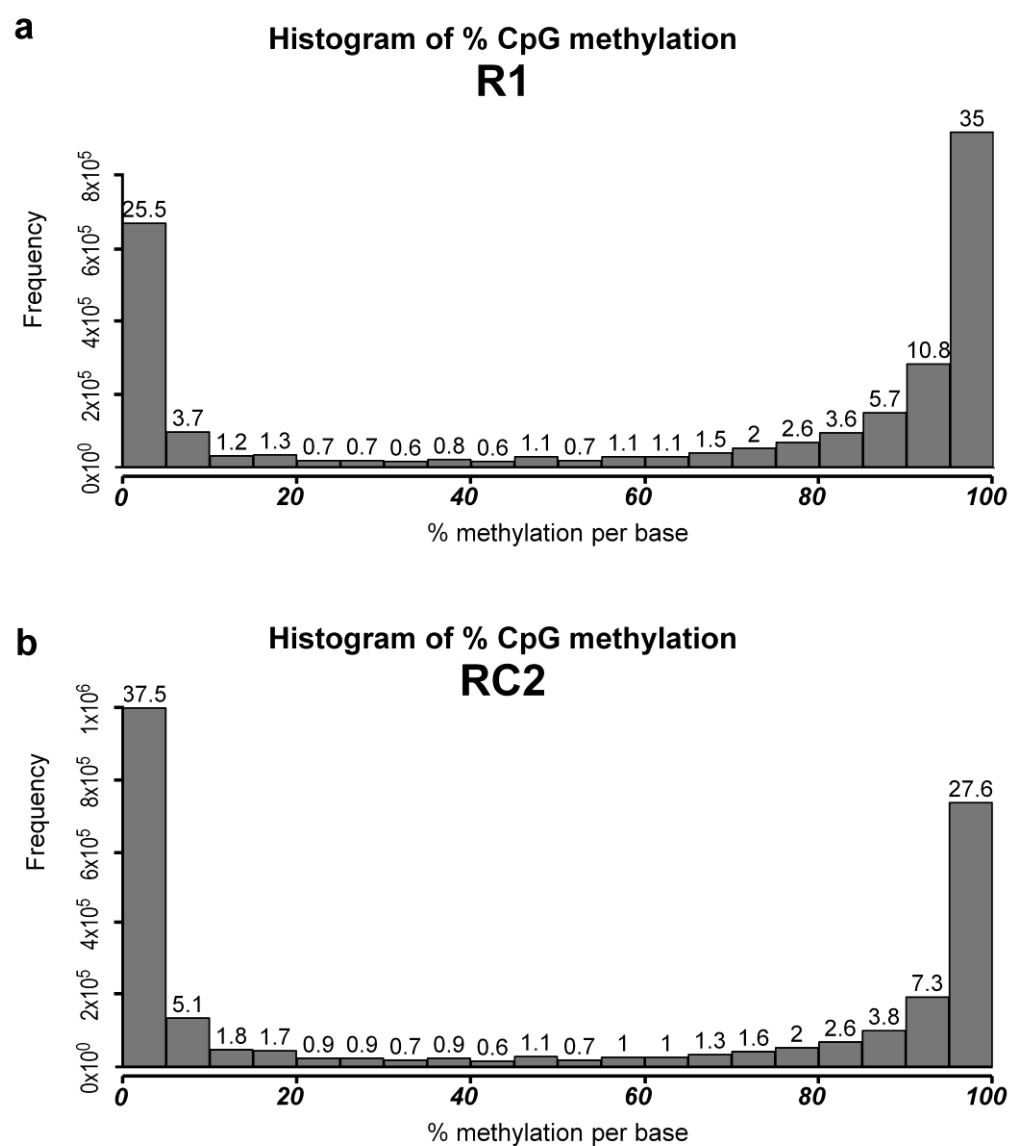 a
Histogram of % CpG methylation
R1
Frequency
8x10⁵
6x10⁵
4x10⁵
2x10⁵
0x10⁰
25.5 3.7 1.2 1.3 0.7 0.7 0.6 0.8 0.6 1.1 0.7 1.1 1.1 1.5 2 2.6 3.6 5.7 10.8 35
0 20 40 60 80 100
% methylation per base
b
Histogram of % CpG methylation
RC2
Frequency
1x10⁶
8x10⁵
6x10⁵
4x10⁵
2x10⁵
0x10⁰
37.5 5.1 1.8 1.7 0.9 0.9 0.7 0.9 0.6 1.1 0.7 1 1 1.3 1.6 2 2.6 3.8 7.3 27.6
0 20 40 60 80 100
% methylation per base